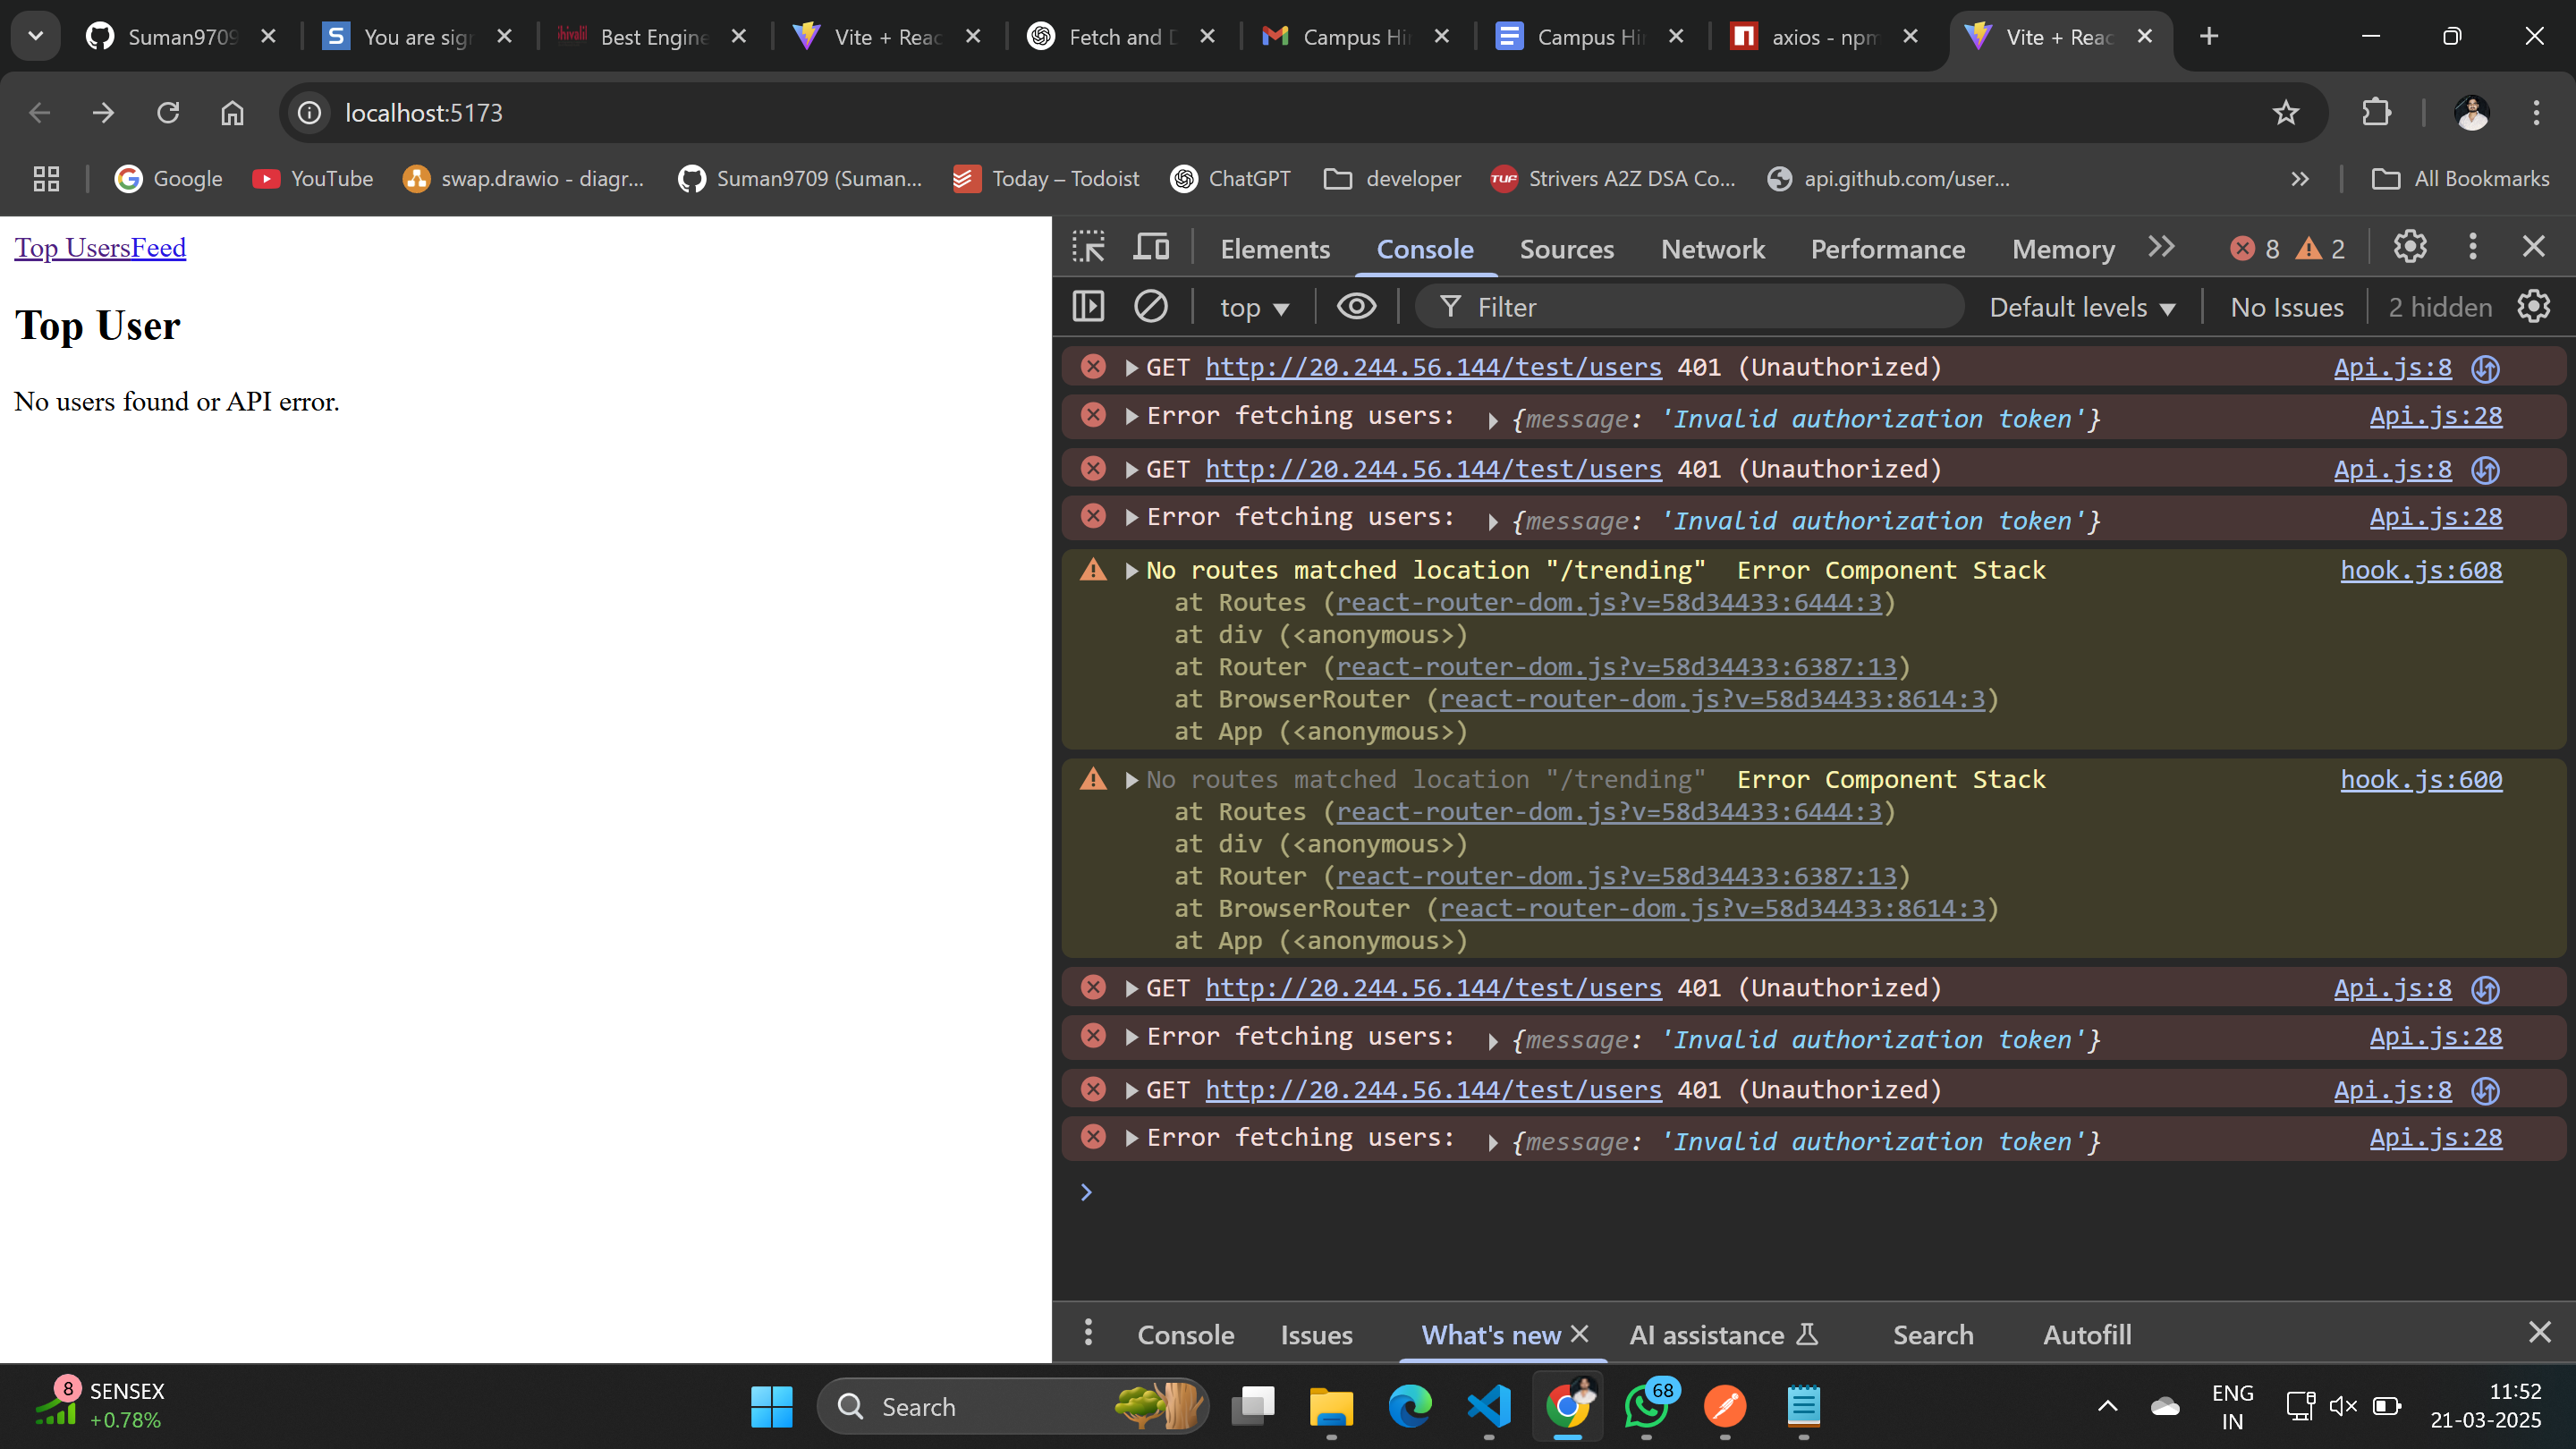 Suman9709
You are sig
Best Engine
Vite + Reac
Fetch and D
Campus Hir
Campus Hir
axios - npm
Vite + Reac
localhost:5173
Google
YouTube
swap.drawio - diagr...
Suman9709 (Suman...
Today – Todoist
ChatGPT
developer
TUF
Strivers A2Z DSA Co...
api.github.com/user...
All Bookmarks
Top UsersFeed
Top User
No users found or API error.
Elements Console Sources Network Performance Memory 8 2
top Filter Default levels No Issues 2 hidden
GET http://20.244.56.144/test/users 401 (Unauthorized) Api.js:8
Error fetching users: {message: 'Invalid authorization token'} Api.js:28
GET http://20.244.56.144/test/users 401 (Unauthorized) Api.js:8
Error fetching users: {message: 'Invalid authorization token'} Api.js:28
No routes matched location "/trending" Error Component Stack hook.js:608
at Routes (react-router-dom.js?v=58d34433:6444:3)
at div (<anonymous>)
at Router (react-router-dom.js?v=58d34433:6387:13)
at BrowserRouter (react-router-dom.js?v=58d34433:8614:3)
at App (<anonymous>)
No routes matched location "/trending" Error Component Stack hook.js:600
at Routes (react-router-dom.js?v=58d34433:6444:3)
at div (<anonymous>)
at Router (react-router-dom.js?v=58d34433:6387:13)
at BrowserRouter (react-router-dom.js?v=58d34433:8614:3)
at App (<anonymous>)
GET http://20.244.56.144/test/users 401 (Unauthorized) Api.js:8
Error fetching users: {message: 'Invalid authorization token'} Api.js:28
GET http://20.244.56.144/test/users 401 (Unauthorized) Api.js:8
Error fetching users: {message: 'Invalid authorization token'} Api.js:28
Console Issues What's new AI assistance Search Autofill
8
SENSEX
+0.78%
Search
68
ENG
IN
11:52
21-03-2025